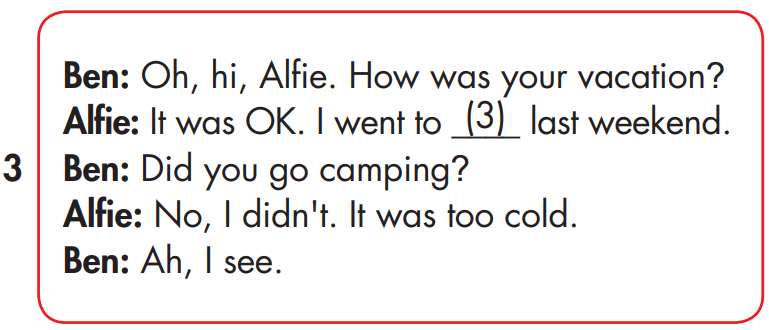 Ben: Oh, hi, Alfie. How was your vacation?
Alfie: It was OK. I went to (3) last weekend.
3 Ben: Did you go camping?
Alfie: No, I didn't. It was too cold.
Ben: Ah, I see.